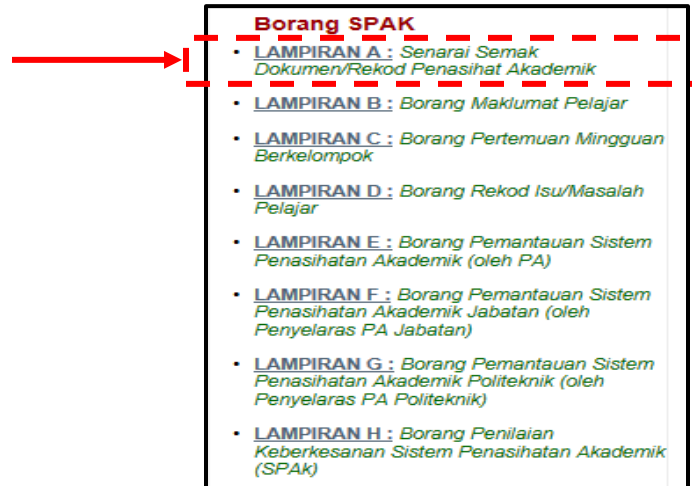 Borang SPAK
• LAMPIRAN A : Senarai Semak
Dokumen/Rekod Penasihat Akademik
• LAMPIRAN B : Borang Maklumat Pelajar
• LAMPIRAN C : Borang Pertemuan Mingguan
Berkelompok
• LAMPIRAN D : Borang Rekod Isu/Masalah
Pelajar
• LAMPIRAN E : Borang Pemantauan Sistem
Penasihatan Akademik (oleh PA)
• LAMPIRAN F : Borang Pemantauan Sistem
Penasihatan Akademik Jabatan (oleh
Penyelaras PA Jabatan)
• LAMPIRAN G : Borang Pemantauan Sistem
Penasihatan Akademik Politeknik (oleh
Penyelaras PA Politeknik)
• LAMPIRAN H : Borang Penilaian
Keberkesanan Sistem Penasihatan Akademik
(SPAk)